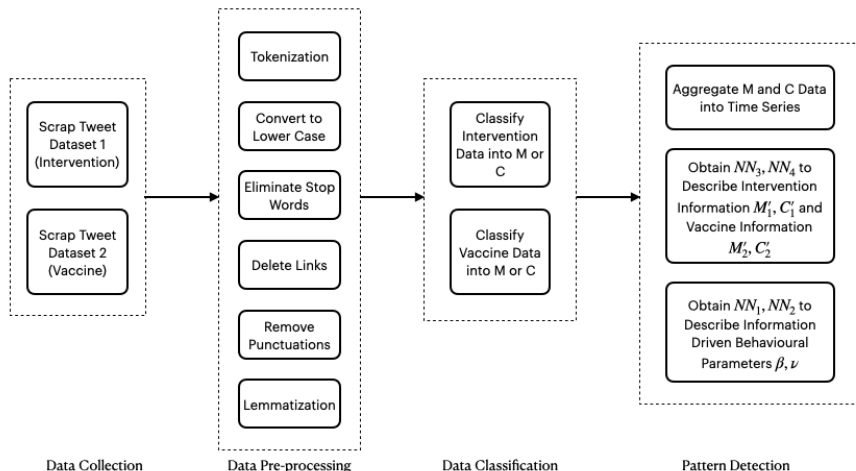 Scrap Tweet
Dataset 1
(Intervention)
Scrap Tweet
Dataset 2
(Vaccine)
Data Collection
Tokenization
Convert to
Lower Case
Eliminate Stop
Words
Delete Links
Remove
Punctuations
Lemmatization
Data Pre-processing
Classify
Intervention
Data into M or
C
Classify
Vaccine Data
into M or C
Data Classification
Aggregate M and C Data
into Time Series
Obtain NN₃, NN₄ to
Describe Intervention
Information M′₁, C′₁ and
Vaccine Information
M′₂, C′₂
Obtain NN₁, NN₂ to
Describe Information
Driven Behavioural
Parameters β, ν
Pattern Detection